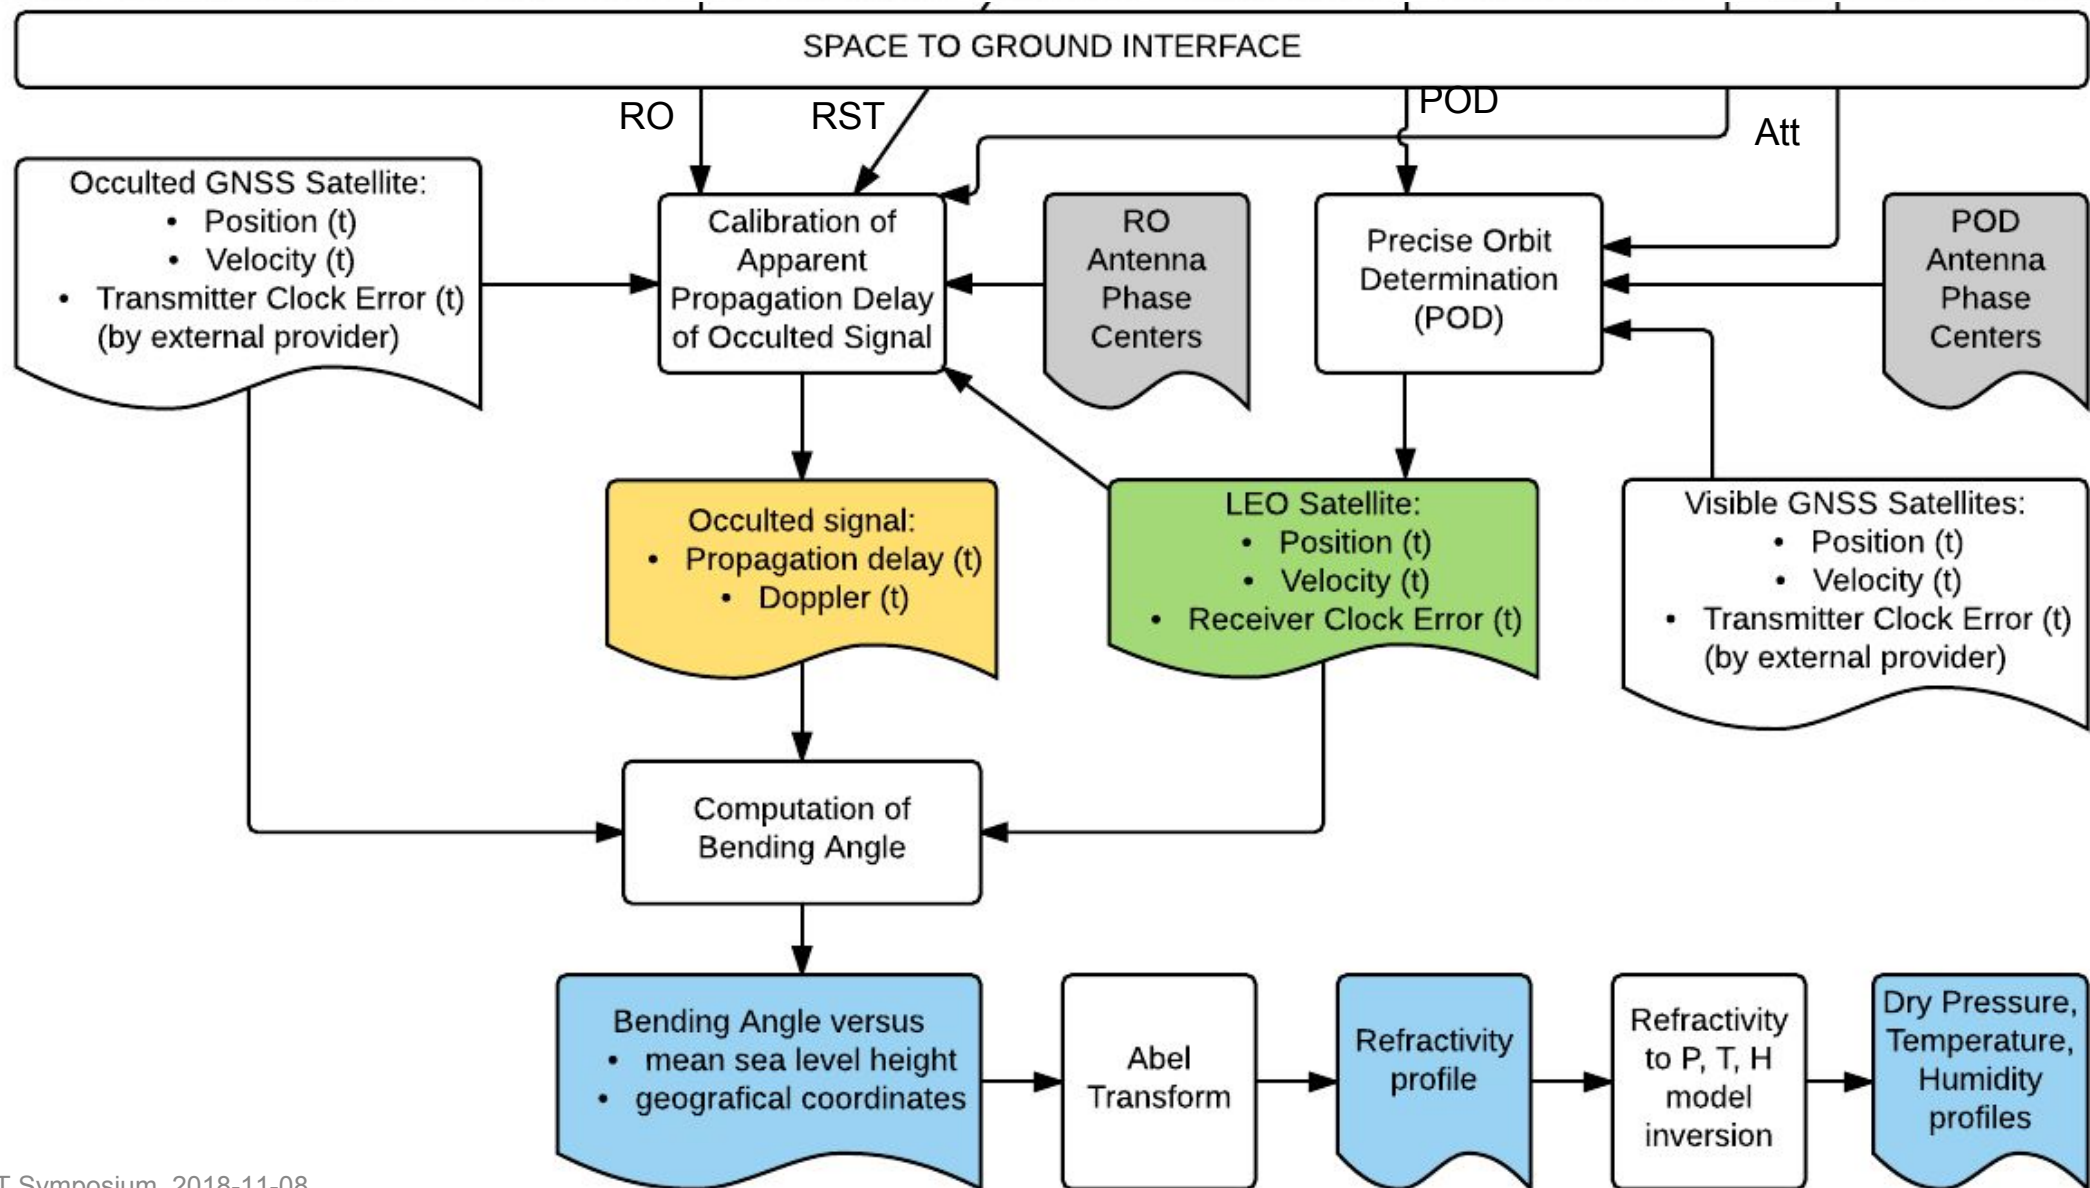 SPACE TO GROUND INTERFACE
RO
RST
POD
Att
Occulted GNSS Satellite:
• Position (t)
• Velocity (t)
• Transmitter Clock Error (t)
(by external provider)
Calibration of
Apparent
Propagation Delay
of Occulted Signal
RO
Antenna
Phase
Centers
Precise Orbit
Determination
(POD)
POD
Antenna
Phase
Centers
Occulted signal:
• Propagation delay (t)
• Doppler (t)
LEO Satellite:
• Position (t)
• Velocity (t)
• Receiver Clock Error (t)
Visible GNSS Satellites:
• Position (t)
• Velocity (t)
• Transmitter Clock Error (t)
(by external provider)
Computation of
Bending Angle
Bending Angle versus
• mean sea level height
• geografical coordinates
Abel
Transform
Refractivity
profile
Refractivity
to P, T, H
model
inversion
Dry Pressure,
Temperature,
Humidity
profiles
T Symposium, 2018-11-08